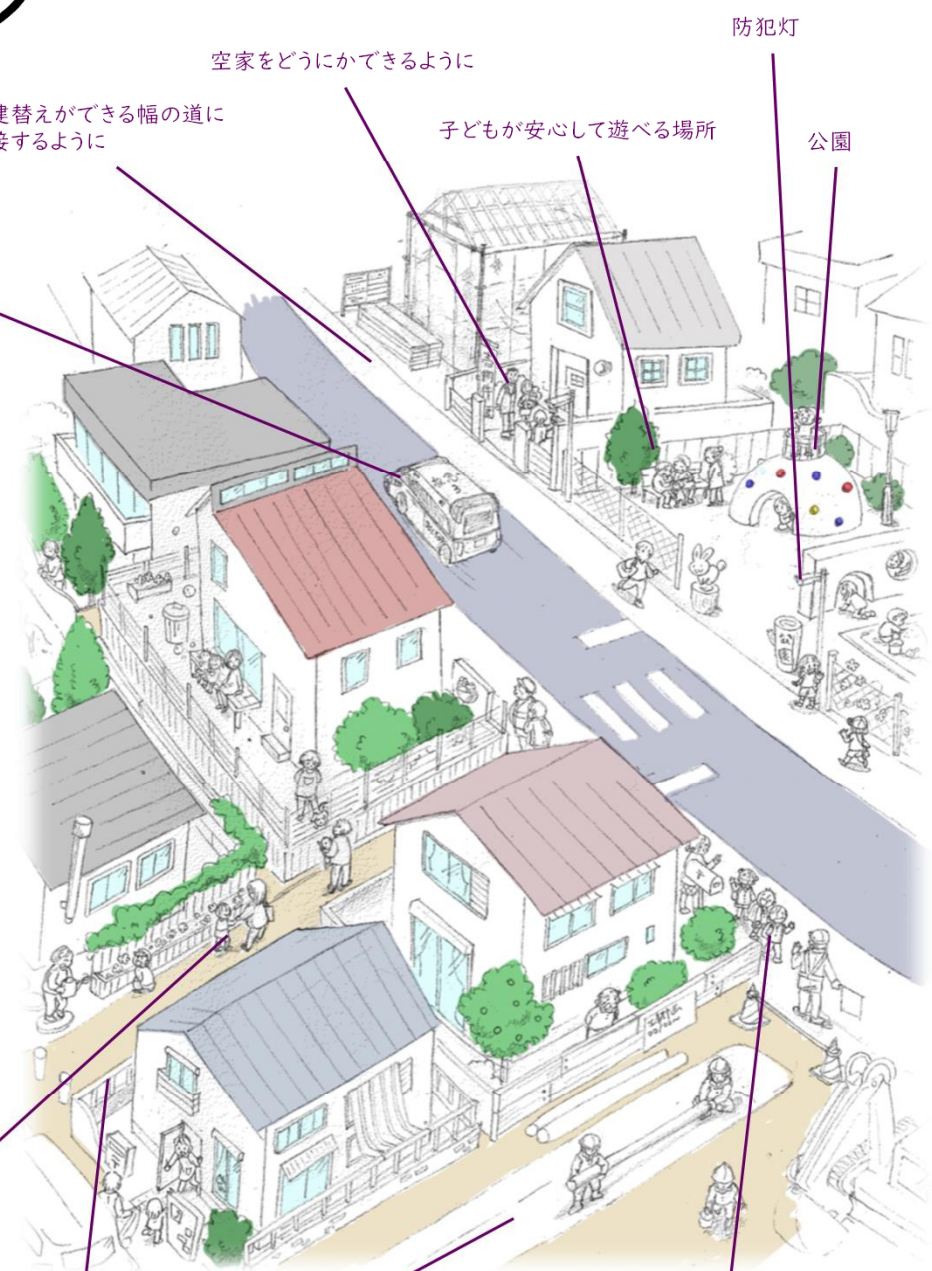 防犯灯
空家をどうにかできるように
建替えができる幅の道に
接するように
子どもが安心して遊べる場所
公園